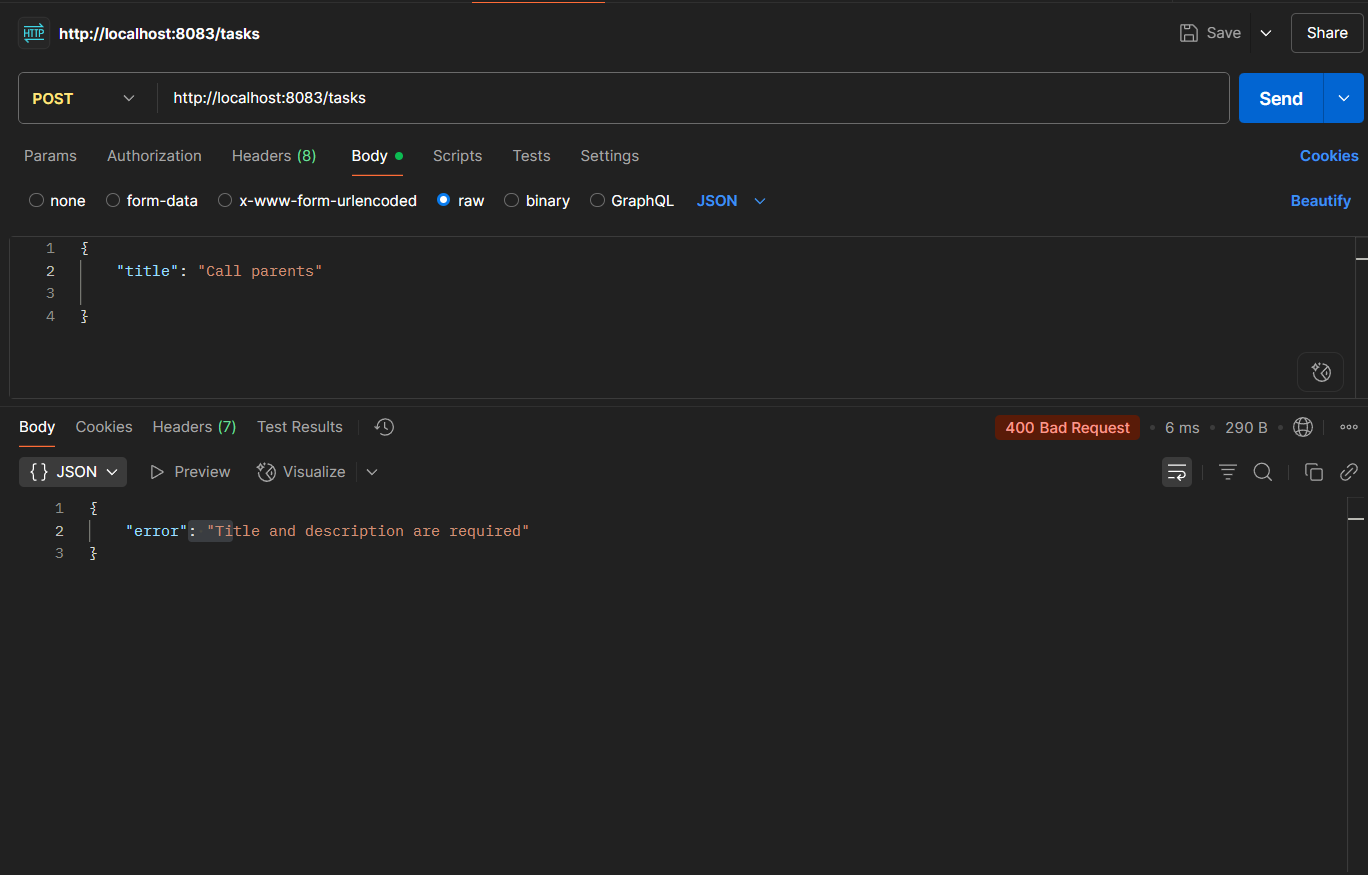 HTTP http://localhost:8083/tasks Save Share
POST http://localhost:8083/tasks Send
Params Authorization Headers (8) Body Scripts Tests Settings Cookies
none form-data x-www-form-urlencoded raw binary GraphQL JSON Beautify
1 {
2 "title": "Call parents"
3
4 }
Body Cookies Headers (7) Test Results 400 Bad Request • 6 ms • 290 B •
{} JSON Preview Visualize
1 {
2 "error": "Title and description are required"
3 }